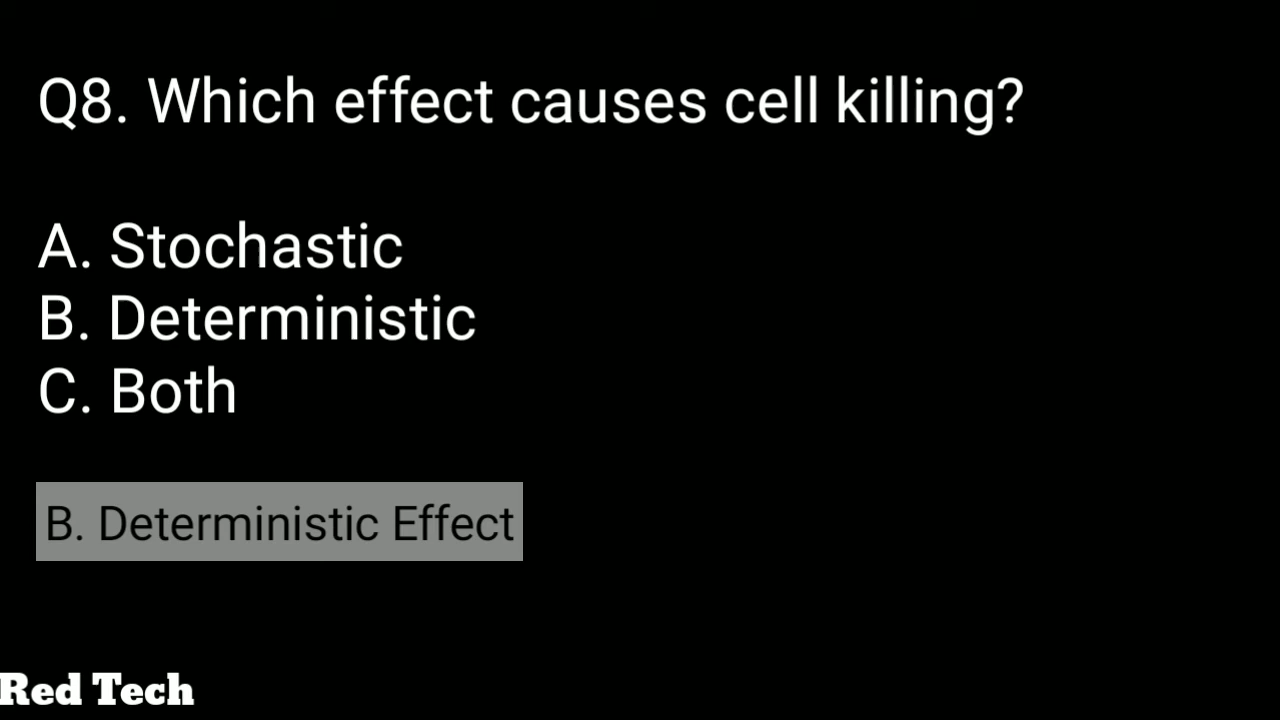 Q8. Which effect causes cell killing?
A. Stochastic
B. Deterministic
C. Both
B. Deterministic Effect
Red Tech